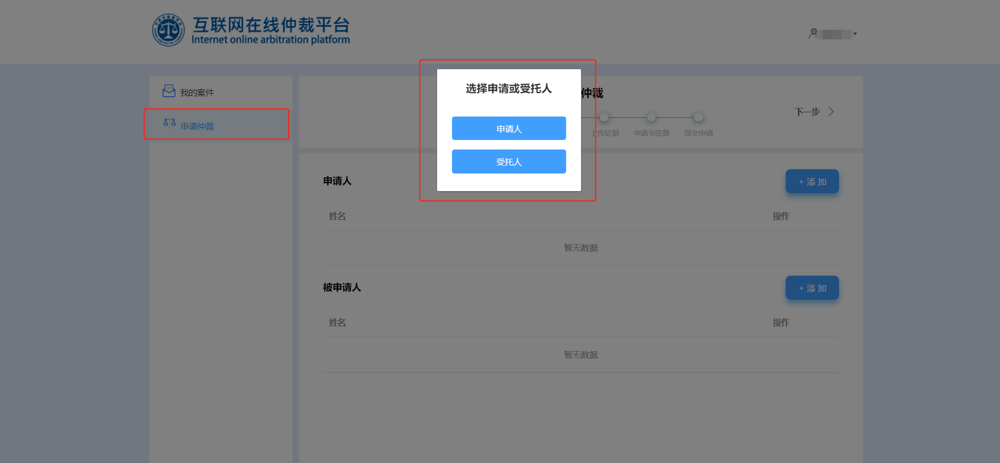 互联网在线仲裁平台
Internet online arbitration platform
我的案件
申请仲裁
选择申请或受托人
申请人
受托人
仲裁
上传证据
申请书签署
提交申请
下一步
申请人
+ 添 加
姓名
操作
暂无数据
被申请人
+ 添 加
姓名
操作
暂无数据